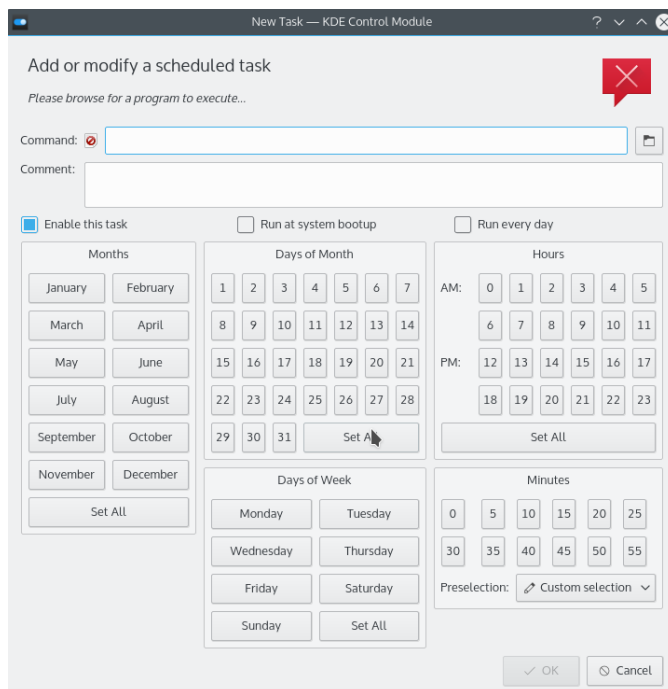 New Task — KDE Control Module
Add or modify a scheduled task
Please browse for a program to execute...
Command:
Comment:
Enable this task
Run at system bootup
Run every day
Months
January February
March April
May June
July August
September October
November December
Set All
Days of Month
1 2 3 4 5 6 7
8 9 10 11 12 13 14
15 16 17 18 19 20 21
22 23 24 25 26 27 28
29 30 31 Set All
Days of Week
Monday Tuesday
Wednesday Thursday
Friday Saturday
Sunday Set All
Hours
AM: 0 1 2 3 4 5
6 7 8 9 10 11
PM: 12 13 14 15 16 17
18 19 20 21 22 23
Set All
Minutes
0 5 10 15 20 25
30 35 40 45 50 55
Preselection: Custom selection
OK Cancel